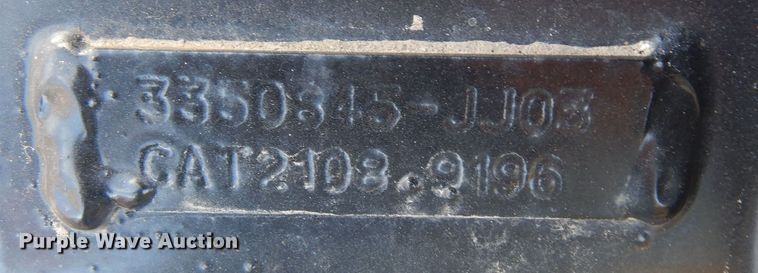 3350845-JJ03
CAT2108.9196
Purple Wave Auction